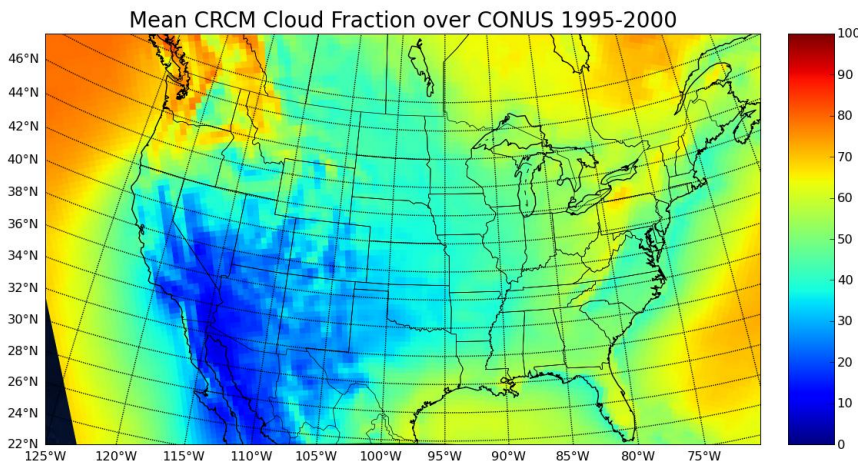 Mean CRCM Cloud Fraction over CONUS 1995-2000
46°N
44°N
42°N
40°N
38°N
36°N
34°N
32°N
30°N
28°N
26°N
24°N
22°N
125°W 120°W 115°W 110°W 105°W 100°W 95°W 90°W 85°W 80°W 75°W
100
90
80
70
60
50
40
30
20
10
0